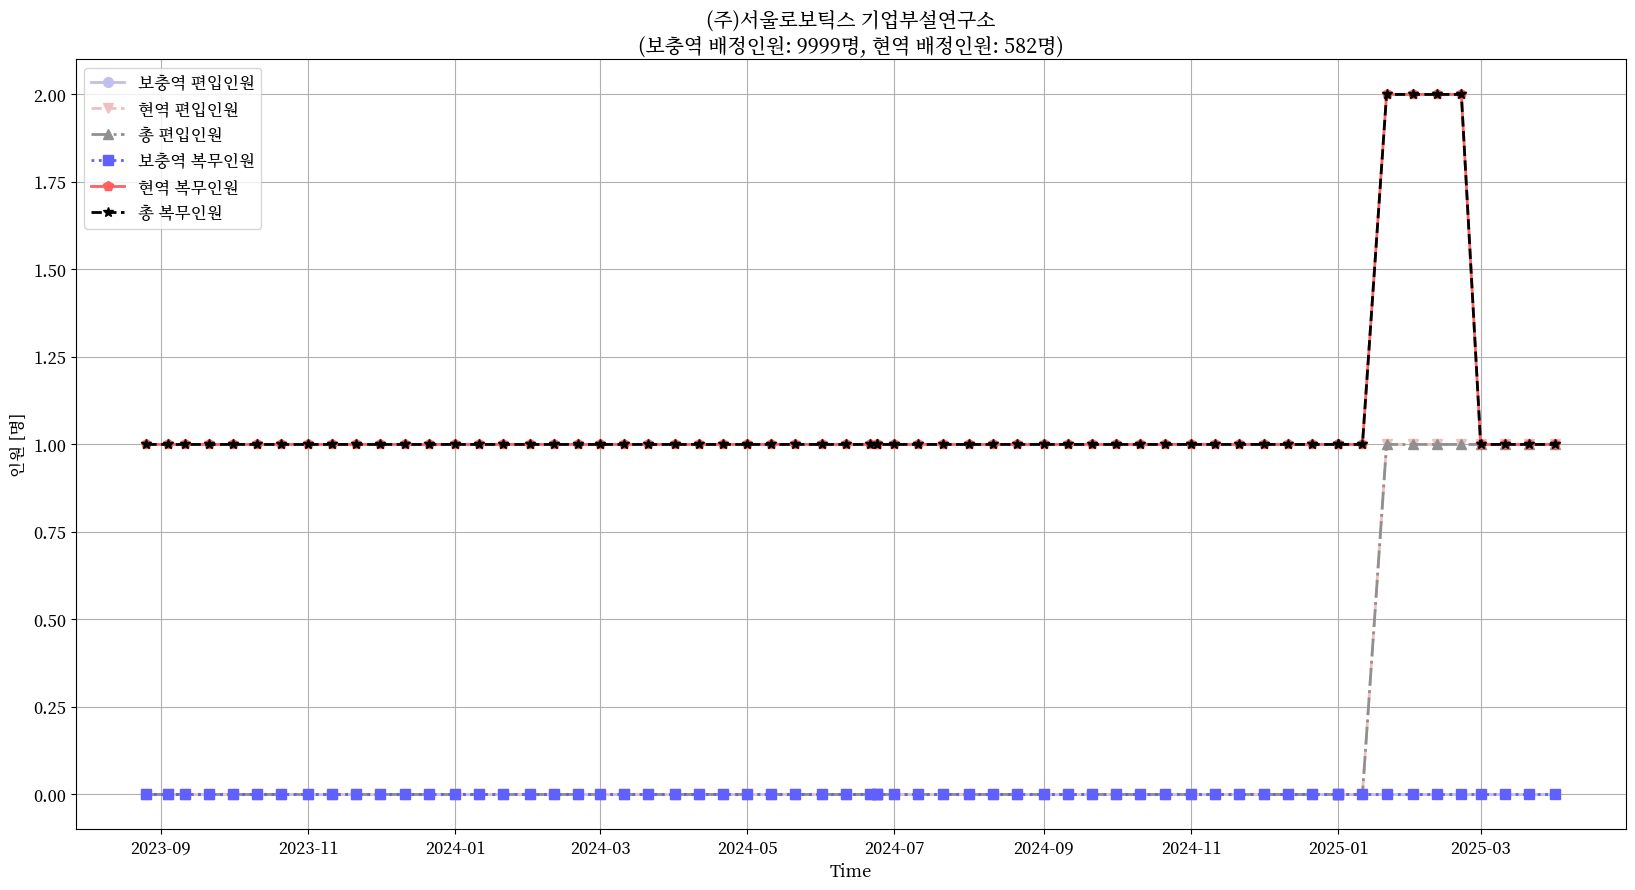 (주)서울로보틱스 기업부설연구소
(보충역 배정인원: 9999명, 현역 배정인원: 582명)
보충역 편입인원
현역 편입인원
총 편입인원
보충역 복무인원
현역 복무인원
총 복무인원
인원 [명]
2.00
1.75
1.50
1.25
1.00
0.75
0.50
0.25
0.00
2023-09
2023-11
2024-01
2024-03
2024-05
2024-07
2024-09
2024-11
2025-01
2025-03
Time